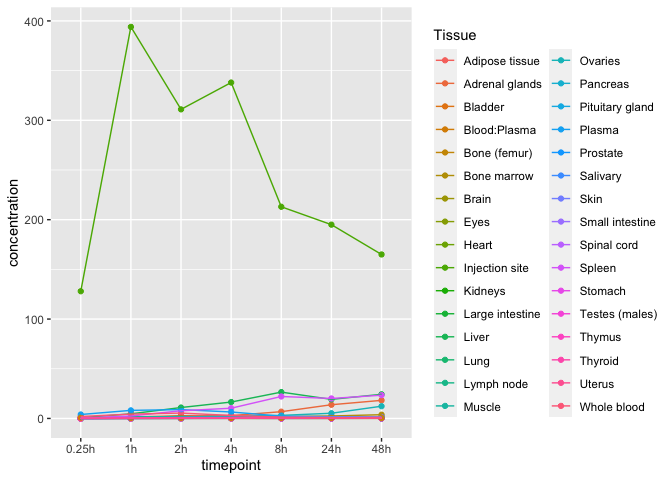 400
300
200
100
0
concentration
0.25h 1h 2h 4h 8h 24h 48h
timepoint
Tissue
Adipose tissue
Adrenal glands
Bladder
Blood:Plasma
Bone (femur)
Bone marrow
Brain
Eyes
Heart
Injection site
Kidneys
Large intestine
Liver
Lung
Lymph node
Muscle
Ovaries
Pancreas
Pituitary gland
Plasma
Prostate
Salivary
Skin
Small intestine
Spinal cord
Spleen
Stomach
Testes (males)
Thymus
Thyroid
Uterus
Whole blood